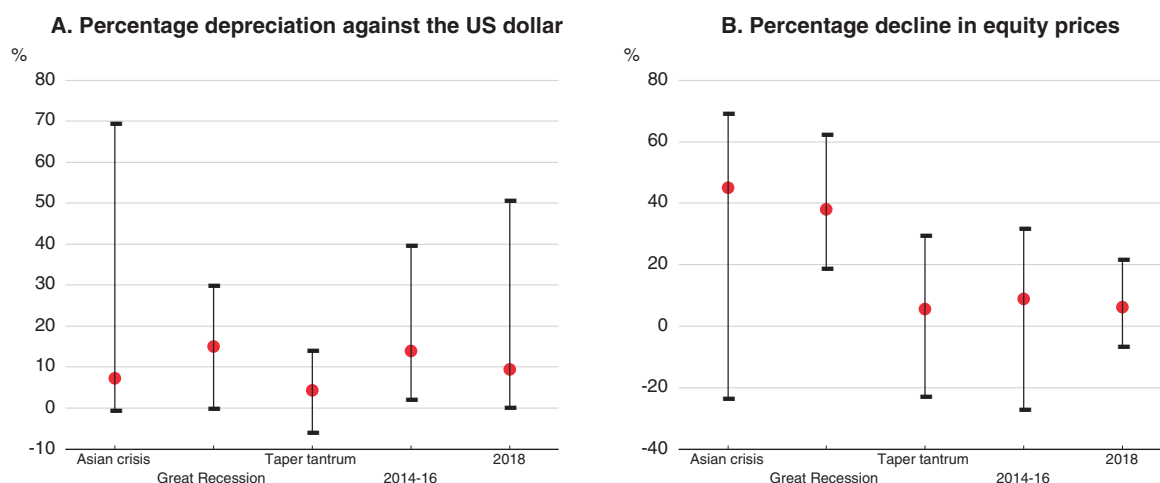 A. Percentage depreciation against the US dollar
%
80
70
60
50
40
30
20
10
0
-10
Asian crisis
Great Recession
Taper tantrum
2014-16
2018
B. Percentage decline in equity prices
%
80
60
40
20
0
-20
-40
Asian crisis
Great Recession
Taper tantrum
2014-16
2018